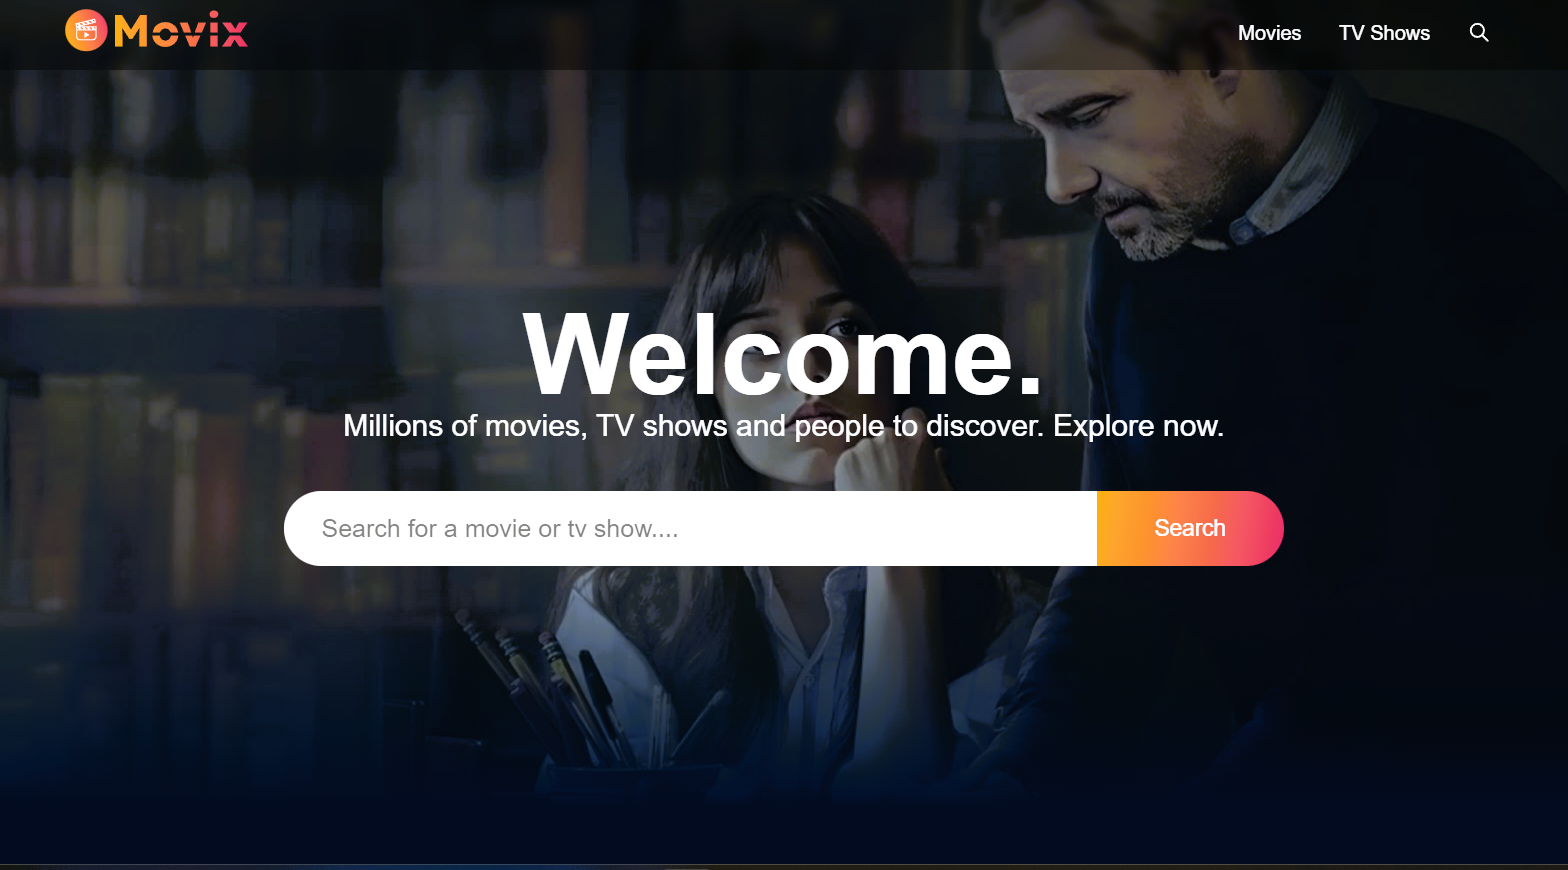 Movix
Movies
TV Shows
Welcome.
Millions of movies, TV shows and people to discover. Explore now.
Search for a movie or tv show....
Search